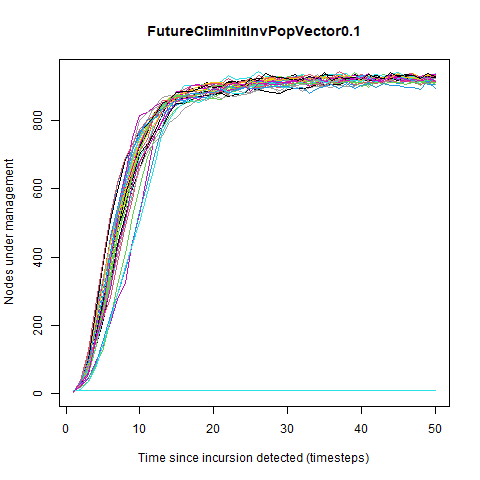 FutureClimInitInvPopVector0.1
Nodes under management
800
600
400
200
0
0 10 20 30 40 50
Time since incursion detected (timesteps)